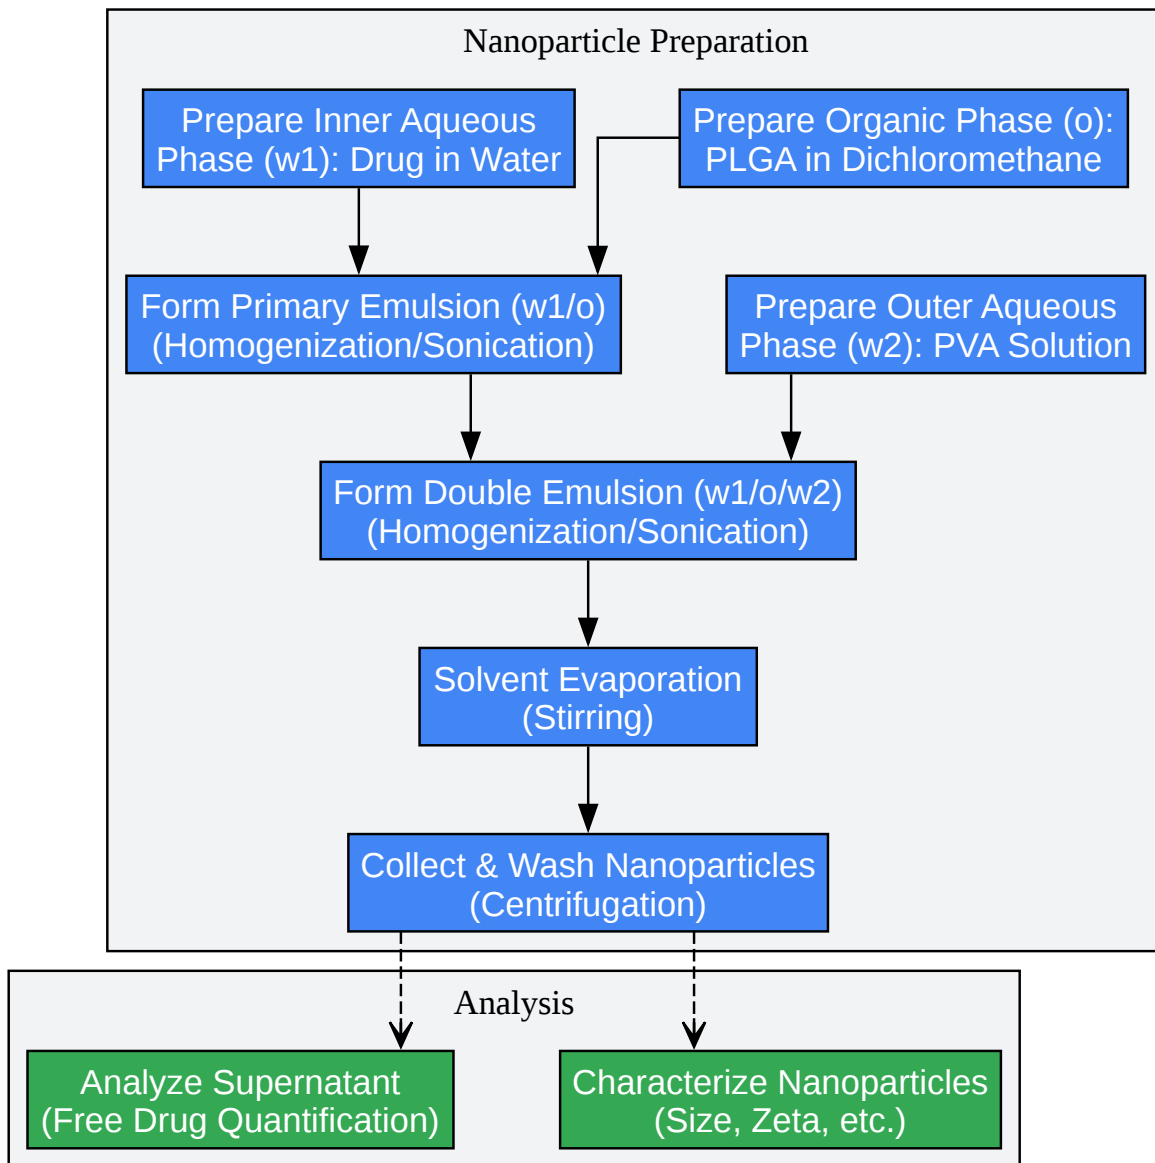 Nanoparticle Preparation
Prepare Inner Aqueous
Phase (w1): Drug in Water
Prepare Organic Phase (o):
PLGA in Dichloromethane
Form Primary Emulsion (w1/o)
(Homogenization/Sonication)
Prepare Outer Aqueous
Phase (w2): PVA Solution
Form Double Emulsion (w1/o/w2)
(Homogenization/Sonication)
Solvent Evaporation
(Stirring)
Collect & Wash Nanoparticles
(Centrifugation)
Analysis
Analyze Supernatant
(Free Drug Quantification)
Characterize Nanoparticles
(Size, Zeta, etc.)